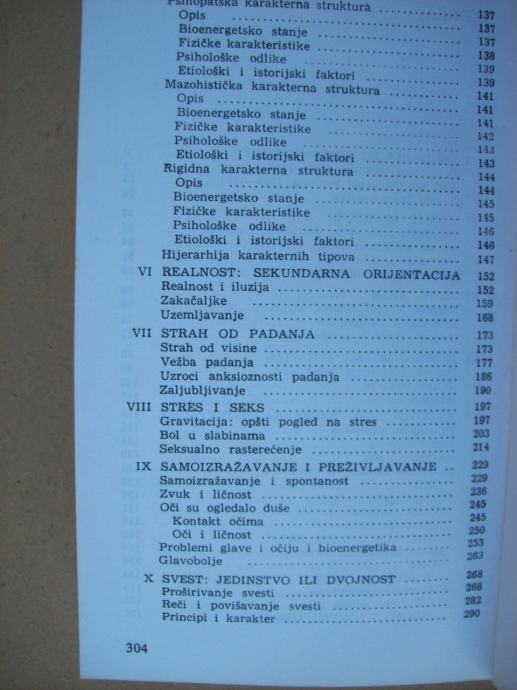 Psihopatska karakterna struktura 137
Opis 137
Bioenergetsko stanje 137
Fizičke karakteristike 138
Psihološke odlike 139
Etiološki i istorijski faktori 139
Mazohistička karakterna struktura 141
Opis 141
Bioenergetsko stanje 141
Fizičke karakteristike 142
Psihološke odlike 142
Etiološki i istorijski faktori 143
Rigidna karakterna struktura 144
Opis 144
Bioenergetsko stanje 145
Fizičke karakteristike 145
Psihološke odlike 146
Etiološki i istorijski faktori 146
Hijerarhija karakternih tipova 147
VI REALNOST: SEKUNDARNA ORIJENTACIJA 152
Realnost i iluzija 152
Zakačaljke 159
Uzemljavanje 168
VII STRAH OD PADANJA 173
Strah od visine 173
Vežba padanja 177
Uzroci anksioznosti padanja 186
Zaljubljivanje 190
VIII STRES I SEKS 197
Gravitacija: opšti pogled na stres 197
Bol u slabinama 203
Seksualno rasterećenje 214
IX SAMOIZRAŽAVANJE I PREŽIVLJAVANJE .. 229
Samoizražavanje i spontanost 229
Zvuk i ličnost 236
Oči su ogledalo duše 245
Kontakt očima 245
Oči i ličnost 250
Problemi glave i očiju i bioenergetika 253
Glavobolje 263
X SVEST: JEDINSTVO ILI DVOJNOST 268
Proširivanje svesti 268
Reči i povišavanje svesti 282
Principi i karakter 290
304